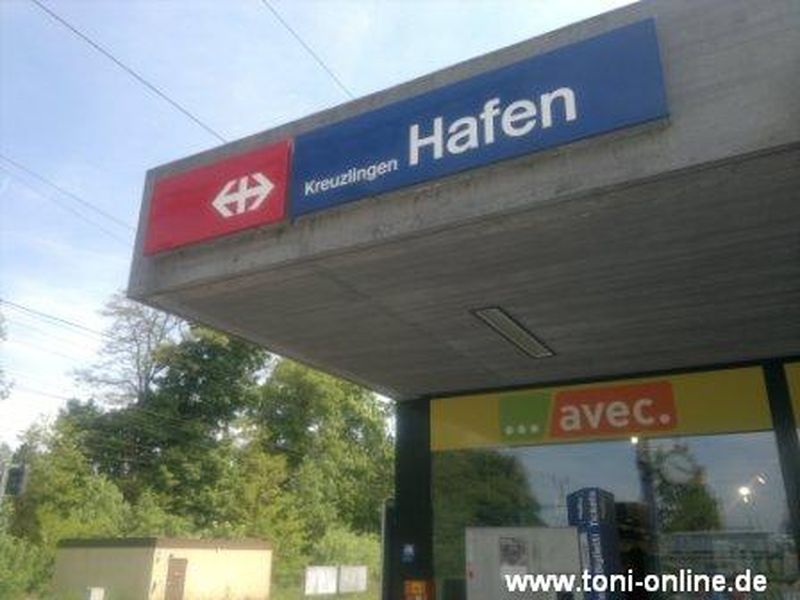 Kreuzlingen Hafen
... avec.
www.toni-online.de